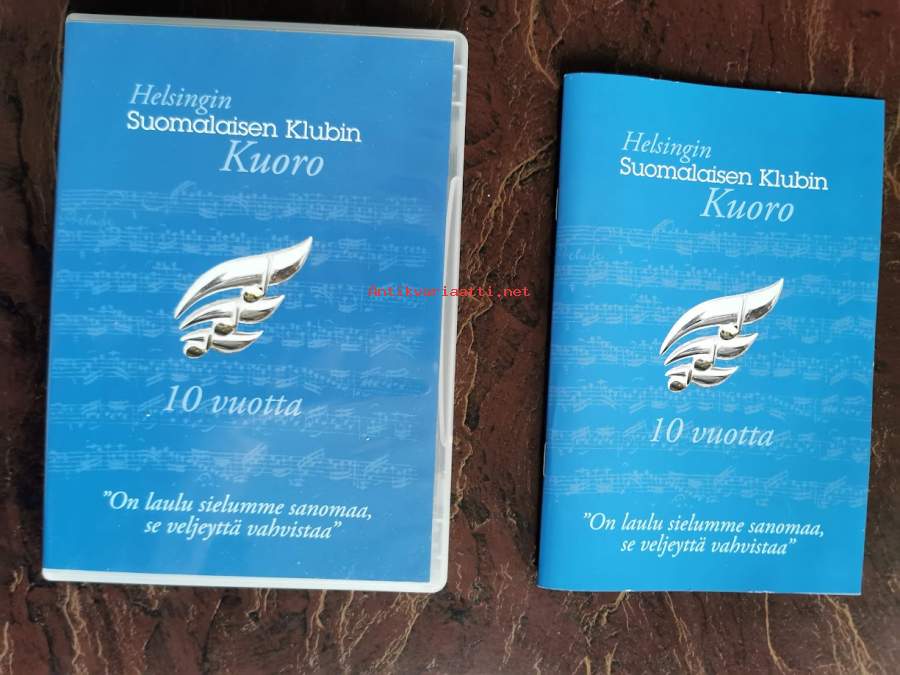 Helsingin
Suomalaisen Klubin
Kuoro
10 vuotta
"On laulu sielumme sanomaa,
se veljeyttä vahvistaa"
Helsingin
Suomalaisen Klubin
Kuoro
10 vuotta
"On laulu sielumme sanomaa,
se veljeyttä vahvistaa"
Antikvariaatti.net